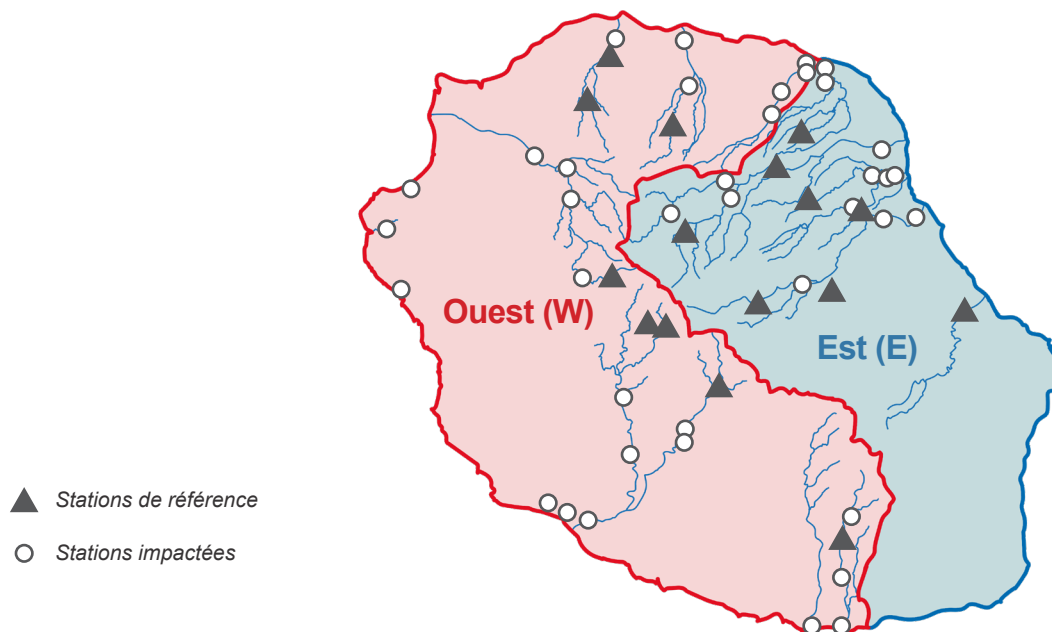 Ouest (W)
Est (E)
Stations de référence
Stations impactées